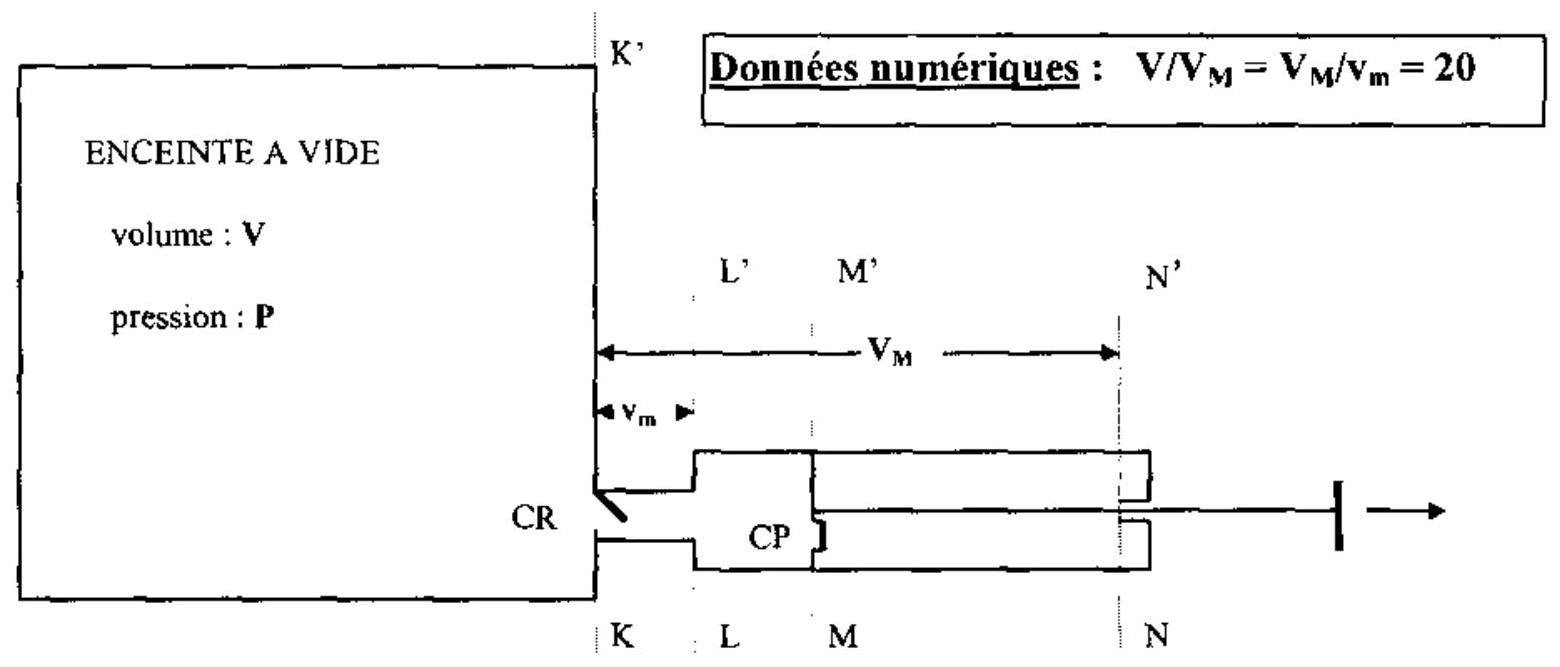 K'
Données numériques : V/V_M = V_M/v_m = 20
ENCEINTE A VIDE
volume : V
pression : P
L' M' N'
V_M
v_m
CR
CP
K L M N